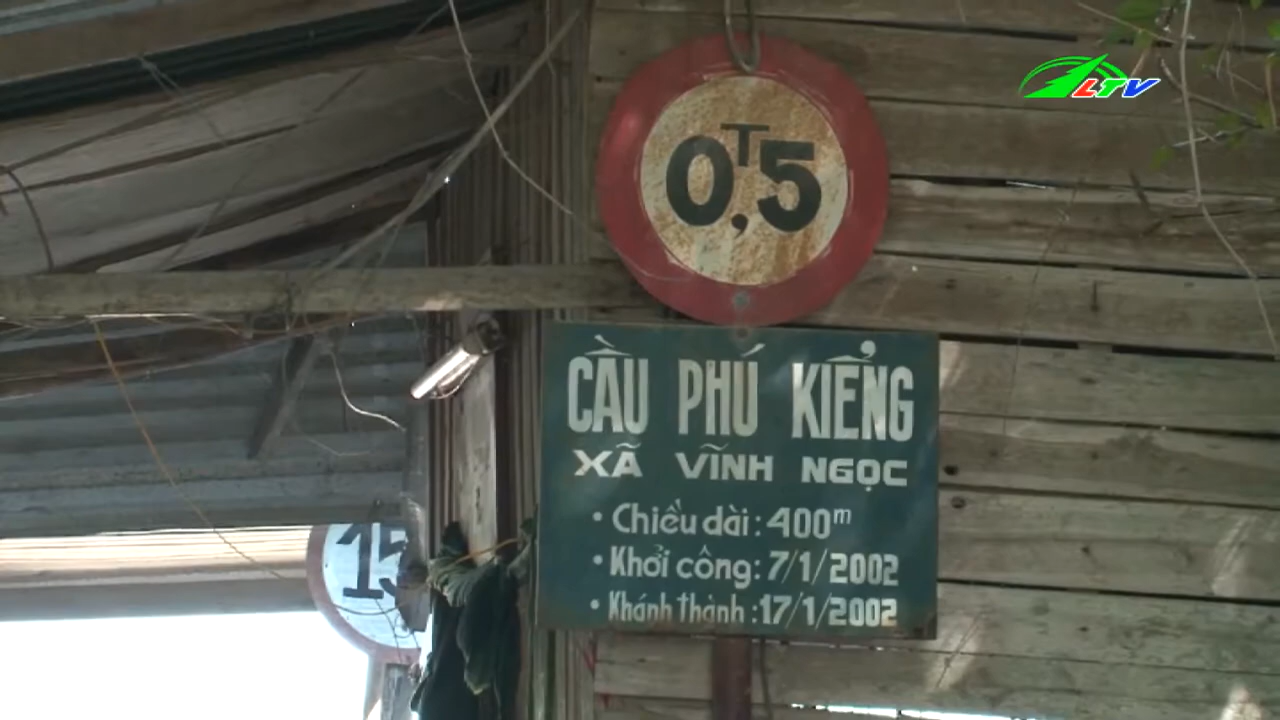 LTV
0,5
T
CẦU PHÚ KIỂNG
XÃ VĨNH NGỌC
• Chiều dài : 400m
• Khởi công : 7/1/2002
• Khánh thành : 17/1/2002
15